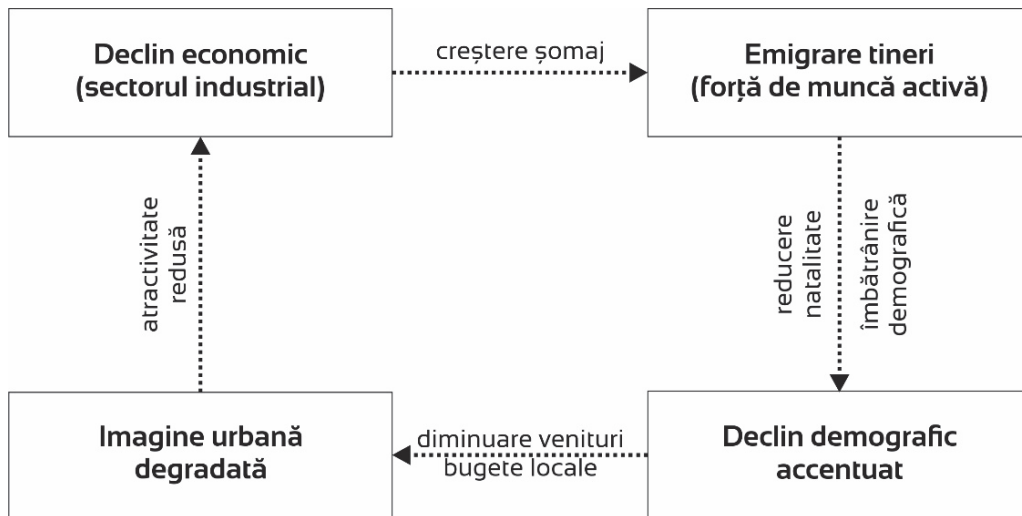 Declin economic
(sectorul industrial)
creștere șomaj
Emigrare tineri
(forță de muncă activă)
atractivitate
redusă
reducere
natalitate
îmbătrânire
demografică
Imagine urbană
degradată
diminuare venituri
bugete locale
Declin demografic
accentuat